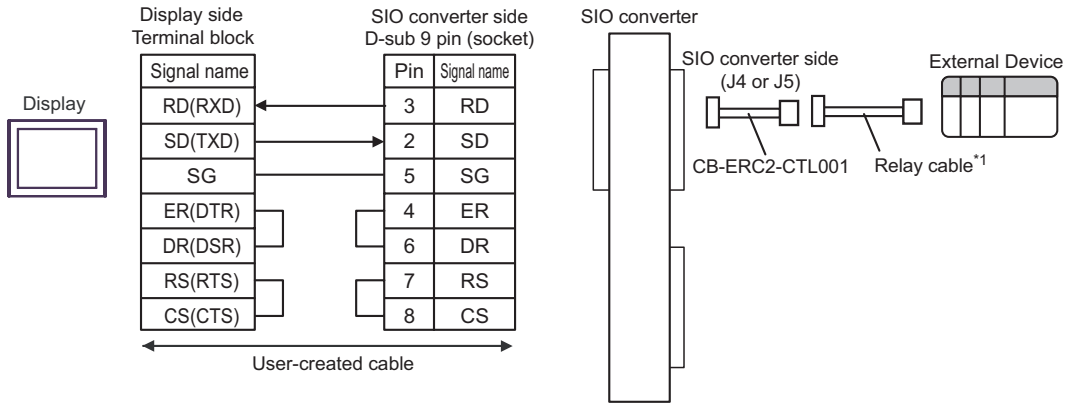 Display side
Terminal block
SIO converter side
D-sub 9 pin (socket)
SIO converter
Signal name
Pin
Signal name
RD(RXD)
3
RD
SD(TXD)
2
SD
SG
5
SG
ER(DTR)
4
ER
DR(DSR)
6
DR
RS(RTS)
7
RS
CS(CTS)
8
CS
Display
User-created cable
SIO converter side
(J4 or J5)
External Device
CB-ERC2-CTL001
Relay cable*1